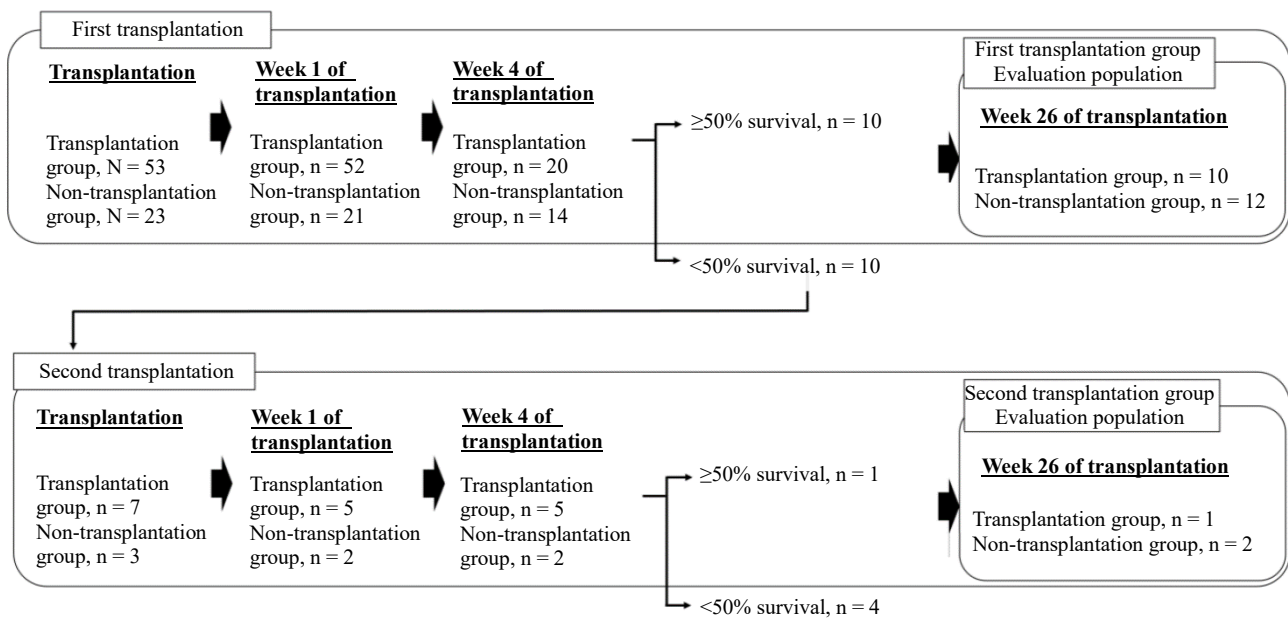 First transplantation
Transplantation
Transplantation
group, N = 53
Non-transplantation
group, N = 23
Week 1 of
transplantation
Transplantation
group, n = 52
Non-transplantation
group, n = 21
Week 4 of
transplantation
Transplantation
group, n = 20
Non-transplantation
group, n = 14
≥50% survival, n = 10
<50% survival, n = 10
First transplantation group
Evaluation population
Week 26 of transplantation
Transplantation group, n = 10
Non-transplantation group, n = 12
Second transplantation
Transplantation
Transplantation
group, n = 7
Non-transplantation
group, n = 3
Week 1 of
transplantation
Transplantation
group, n = 5
Non-transplantation
group, n = 2
Week 4 of
transplantation
Transplantation
group, n = 5
Non-transplantation
group, n = 2
≥50% survival, n = 1
<50% survival, n = 4
Second transplantation group
Evaluation population
Week 26 of transplantation
Transplantation group, n = 1
Non-transplantation group, n = 2